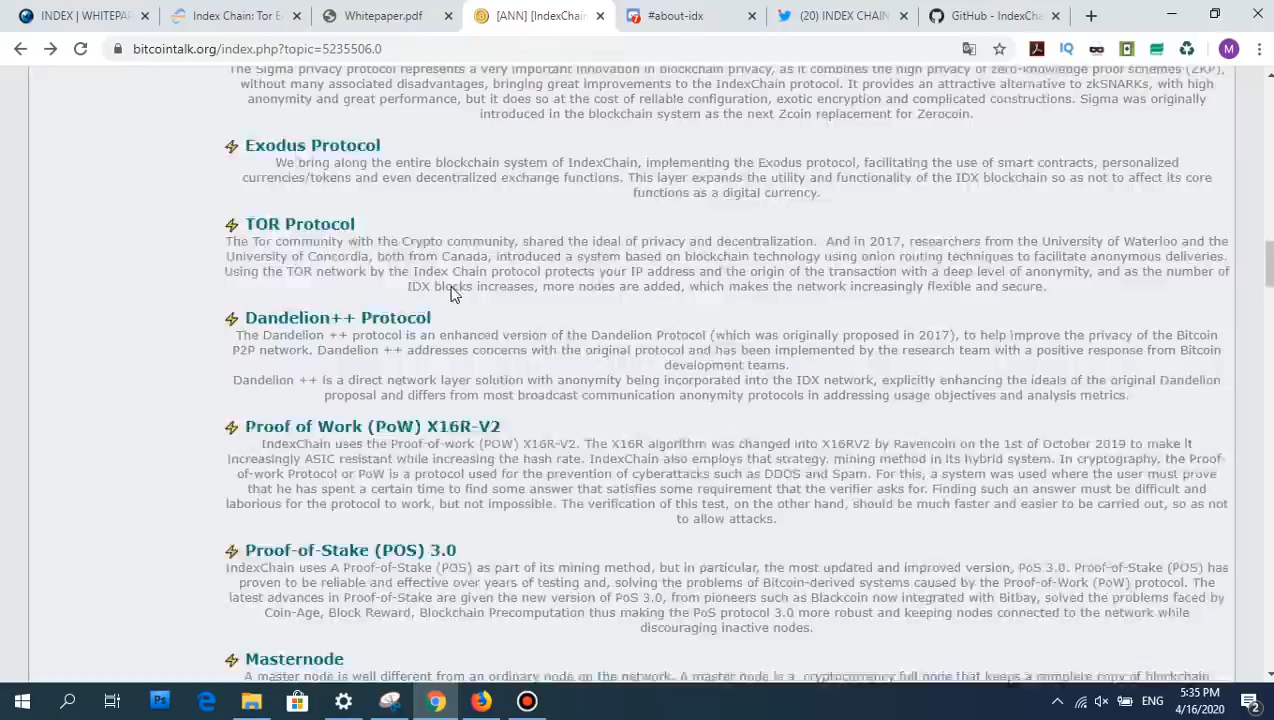 INDEX | WHITEPAP
Index Chain: Tor E
Whitepaper.pdf
[ANN] [IndexChain
#about-idx
(20) INDEX CHAIN
GitHub - IndexCha
bitcointalk.org/index.php?topic=5235506.0
M
The Sigma privacy protocol represents a very important innovation in blockchain privacy, as it combines the high privacy of zero-knowledge proof schemes (ZKP),
without many associated disadvantages, bringing great improvements to the IndexChain protocol. It provides an attractive alternative to zkSNARKs, with high
anonymity and great performance, but it does so at the cost of reliable configuration, exotic encryption and complicated constructions. Sigma was originally
introduced in the blockchain system as the next Zcoin replacement for Zerocoin.
Exodus Protocol
We bring along the entire blockchain system of IndexChain, implementing the Exodus protocol, facilitating the use of smart contracts, personalized
currencies/tokens and even decentralized exchange functions. This layer expands the utility and functionality of the IDX blockchain so as not to affect its core
functions as a digital currency.
TOR Protocol
The Tor community with the Crypto community, shared the ideal of privacy and decentralization. And in 2017, researchers from the University of Waterloo and the
University of Concordia, both from Canada, introduced a system based on blockchain technology using onion routing techniques to facilitate anonymous deliveries.
Using the TOR network by the Index Chain protocol protects your IP address and the origin of the transaction with a deep level of anonymity, and as the number of
IDX blocks increases, more nodes are added, which makes the network increasingly flexible and secure.
Dandelion++ Protocol
The Dandelion ++ protocol is an enhanced version of the Dandelion Protocol (which was originally proposed in 2017), to help improve the privacy of the Bitcoin
P2P network. Dandelion ++ addresses concerns with the original protocol and has been implemented by the research team with a positive response from Bitcoin
development teams.
Dandelion ++ is a direct network layer solution with anonymity being incorporated into the IDX network, explicitly enhancing the ideals of the original Dandelion
proposal and differs from most broadcast communication anonymity protocols in addressing usage objectives and analysis metrics.
Proof of Work (PoW) X16R-V2
IndexChain uses the Proof-of-work (POW) X16R-V2. The X16R algorithm was changed into X16RV2 by Ravencoin on the 1st of October 2019 to make it
increasingly ASIC resistant while increasing the hash rate. IndexChain also employs that strategy, mining method in its hybrid system. In cryptography, the Proof
of-work Protocol or PoW is a protocol used for the prevention of cyberattacks such as DDOS and Spam. For this, a system was used where the user must prove
that he has spent a certain time to find some answer that satisfies some requirement that the verifier asks for. Finding such an answer must be difficult and
laborious for the protocol to work, but not impossible. The verification of this test, on the other hand, should be much faster and easier to be carried out, so as not
to allow attacks.
Proof-of-Stake (POS) 3.0
IndexChain uses A Proof-of-Stake (POS) as part of its mining method, but in particular, the most updated and improved version, PoS 3.0. Proof-of-Stake (POS) has
proven to be reliable and effective over years of testing and, solving the problems of Bitcoin-derived systems caused by the Proof-of-Work (PoW) protocol. The
latest advances in Proof-of-Stake are given the new version of PoS 3.0, from pioneers such as Blackcoin now integrated with Bitbay, solved the problems faced by
Coin-Age, Block Reward, Blockchain Precomputation thus making the PoS protocol 3.0 more robust and keeping nodes connected to the network while
discouraging inactive nodes.
Masternode
A master node is well different from an ordinary node on the network. A master node is a cryptocurrency full node that keeps a complete copy of blockchain
ENG
5:35 PM
4/16/2020
2